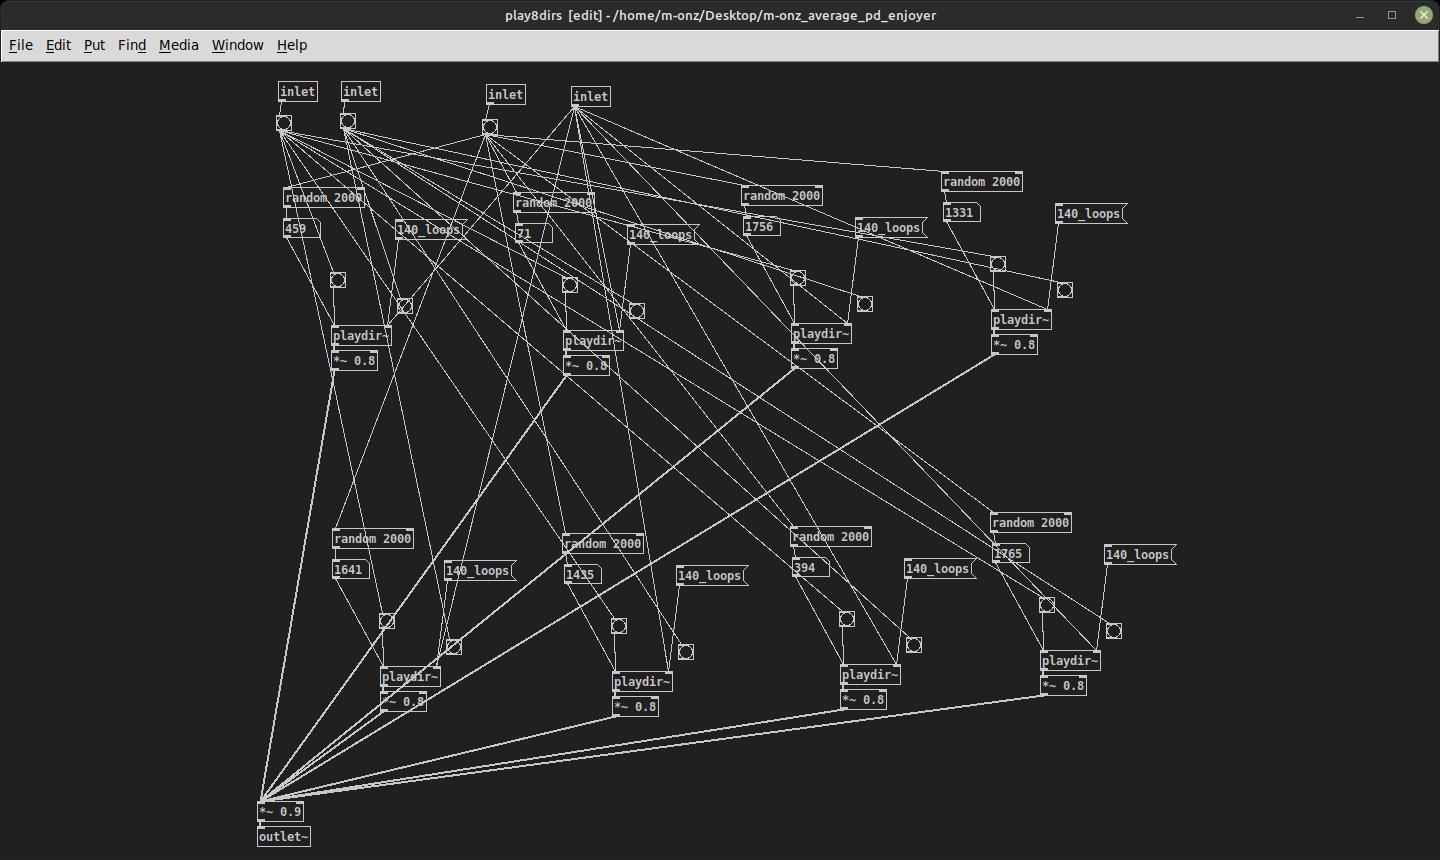 play8dirs [edit] - /home/m-onz/Desktop/m-onz_average_pd_enjoyer
File Edit Put Find Media Window Help
inlet inlet inlet inlet
random 2000 random 2000 random 2000 random 2000
459 140_loops 71 140_loops 1756 140_loops 1331 140_loops
playdir~ playdir~ playdir~ playdir~
*~ 0.8 *~ 0.8 *~ 0.8 *~ 0.8
random 2000 random 2000 random 2000 random 2000
1641 140_loops 1435 140_loops 394 140_loops 1765 140_loops
playdir~ playdir~ playdir~ playdir~
*~ 0.8 *~ 0.8 *~ 0.8 *~ 0.8
*~ 0.9
outlet~